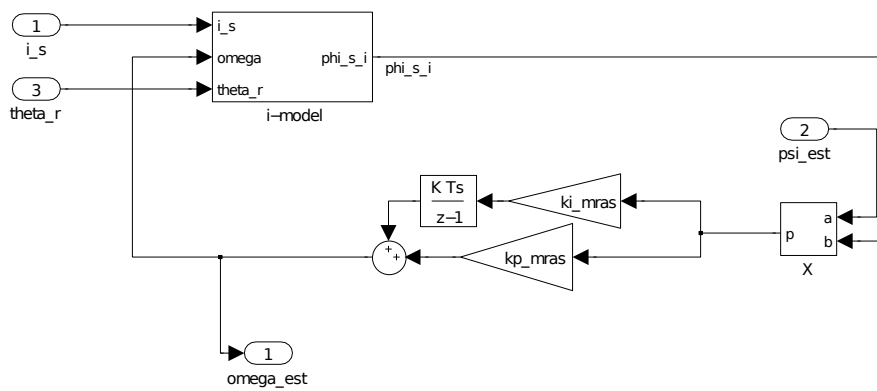 1
i_s
3
theta_r
i_s
omega
theta_r
phi_s_i
i−model
phi_s_i
2
psi_est
K Ts
z−1
ki_mras
kp_mras
+
+
p
a
b
X
1
omega_est